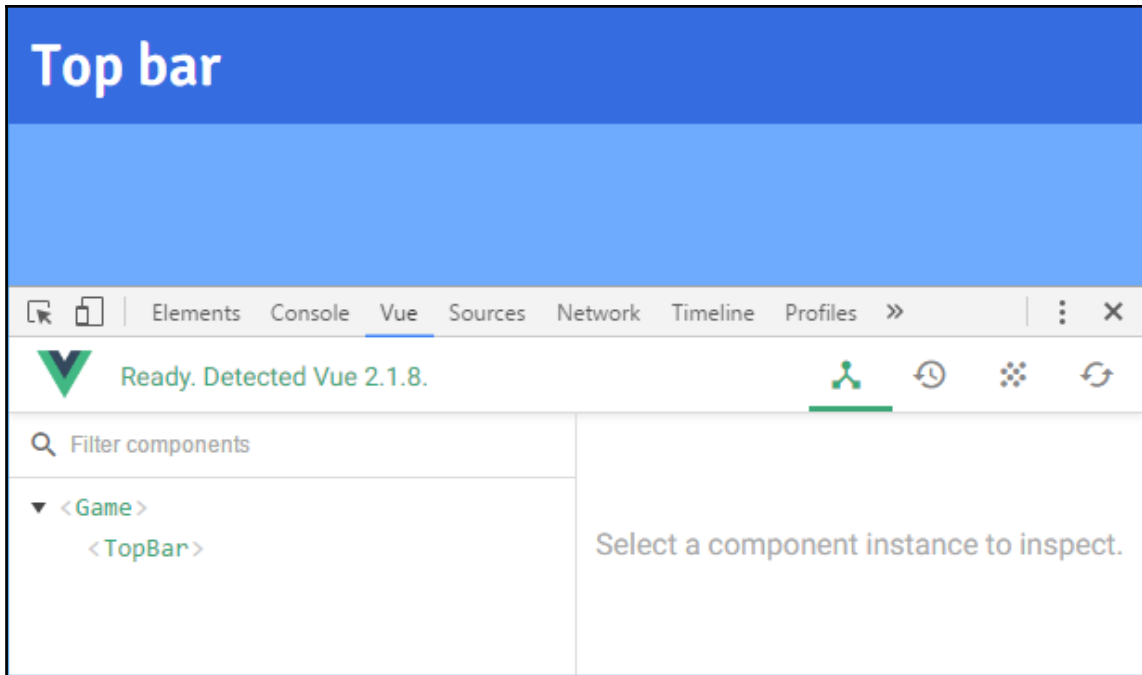 Top bar
Elements Console Vue Sources Network Timeline Profiles »
Ready. Detected Vue 2.1.8.
Filter components
▼ <Game>
<TopBar>
Select a component instance to inspect.